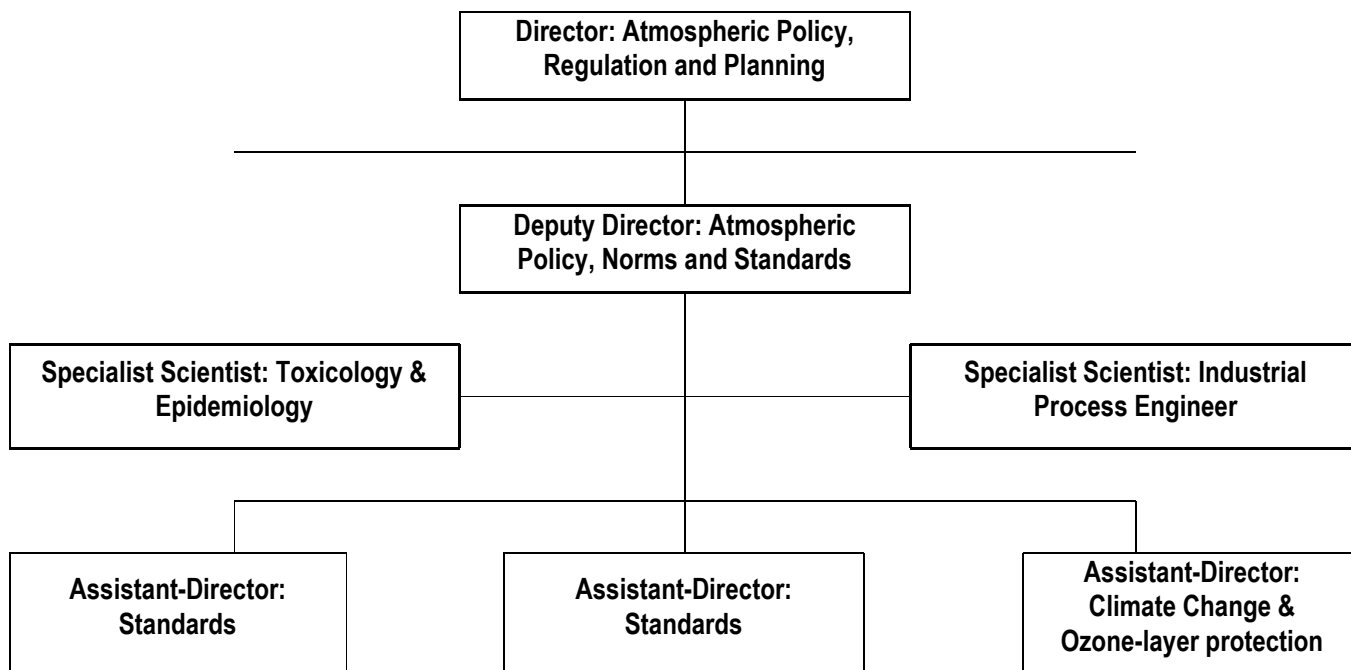 Director: Atmospheric Policy,
Regulation and Planning
Deputy Director: Atmospheric
Policy, Norms and Standards
Specialist Scientist: Toxicology &
Epidemiology
Specialist Scientist: Industrial
Process Engineer
Assistant-Director:
Standards
Assistant-Director:
Standards
Assistant-Director:
Climate Change &
Ozone-layer protection